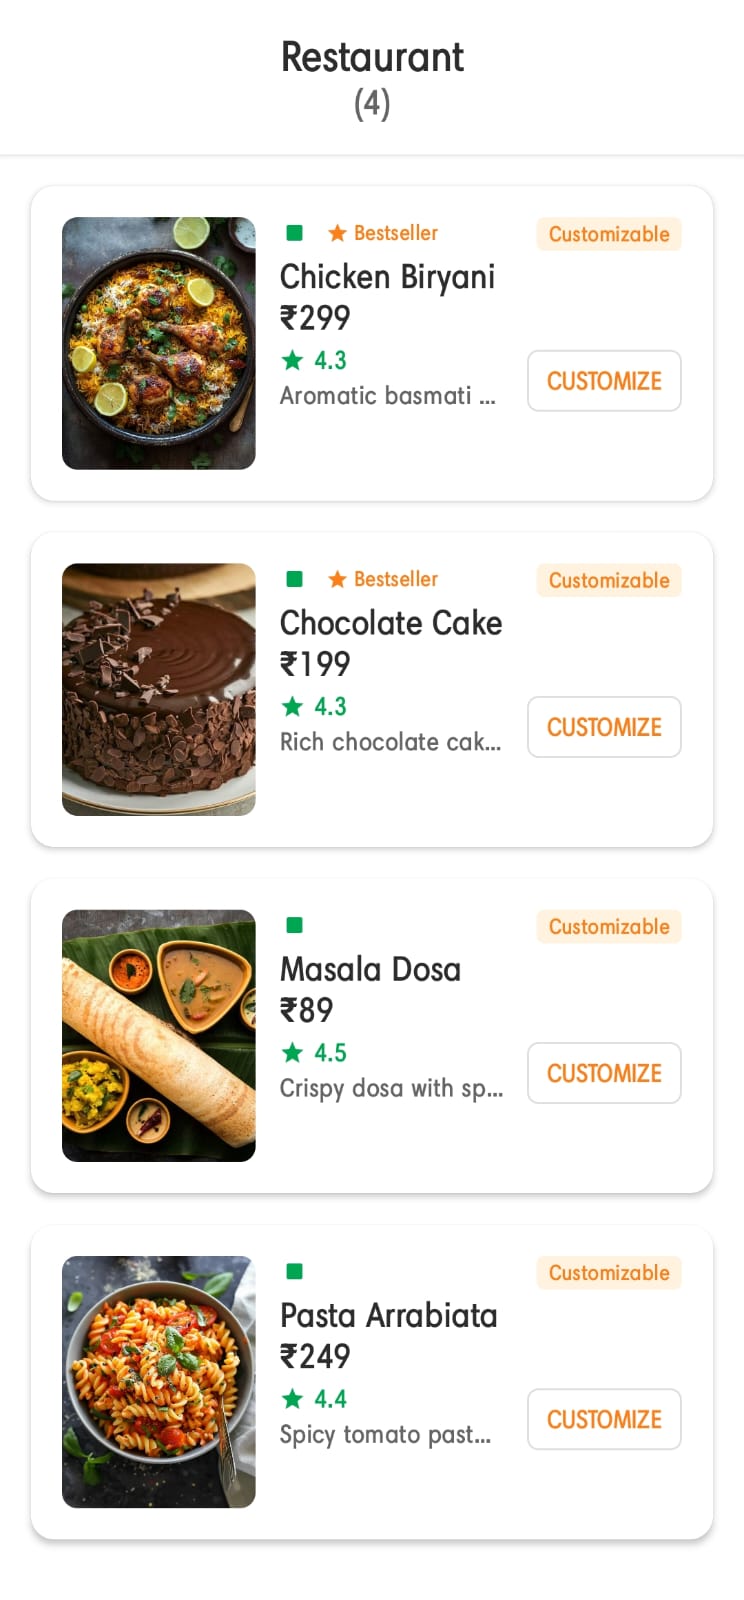 Restaurant
(4)
Bestseller
Customizable
Chicken Biryani
₹299
4.3
CUSTOMIZE
Aromatic basmati ...
Bestseller
Customizable
Chocolate Cake
₹199
4.3
CUSTOMIZE
Rich chocolate cak...
Customizable
Masala Dosa
₹89
4.5
CUSTOMIZE
Crispy dosa with sp...
Customizable
Pasta Arrabiata
₹249
4.4
CUSTOMIZE
Spicy tomato past...